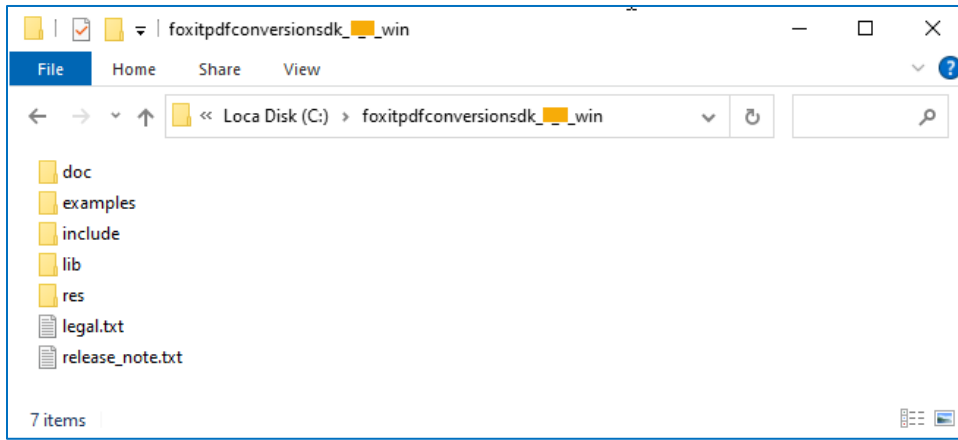 foxitpdfconversionsdk_ _ _win
File Home Share View
« Loca Disk (C:) › foxitpdfconversionsdk_ _ _win
doc
examples
include
lib
res
legal.txt
release_note.txt
7 items